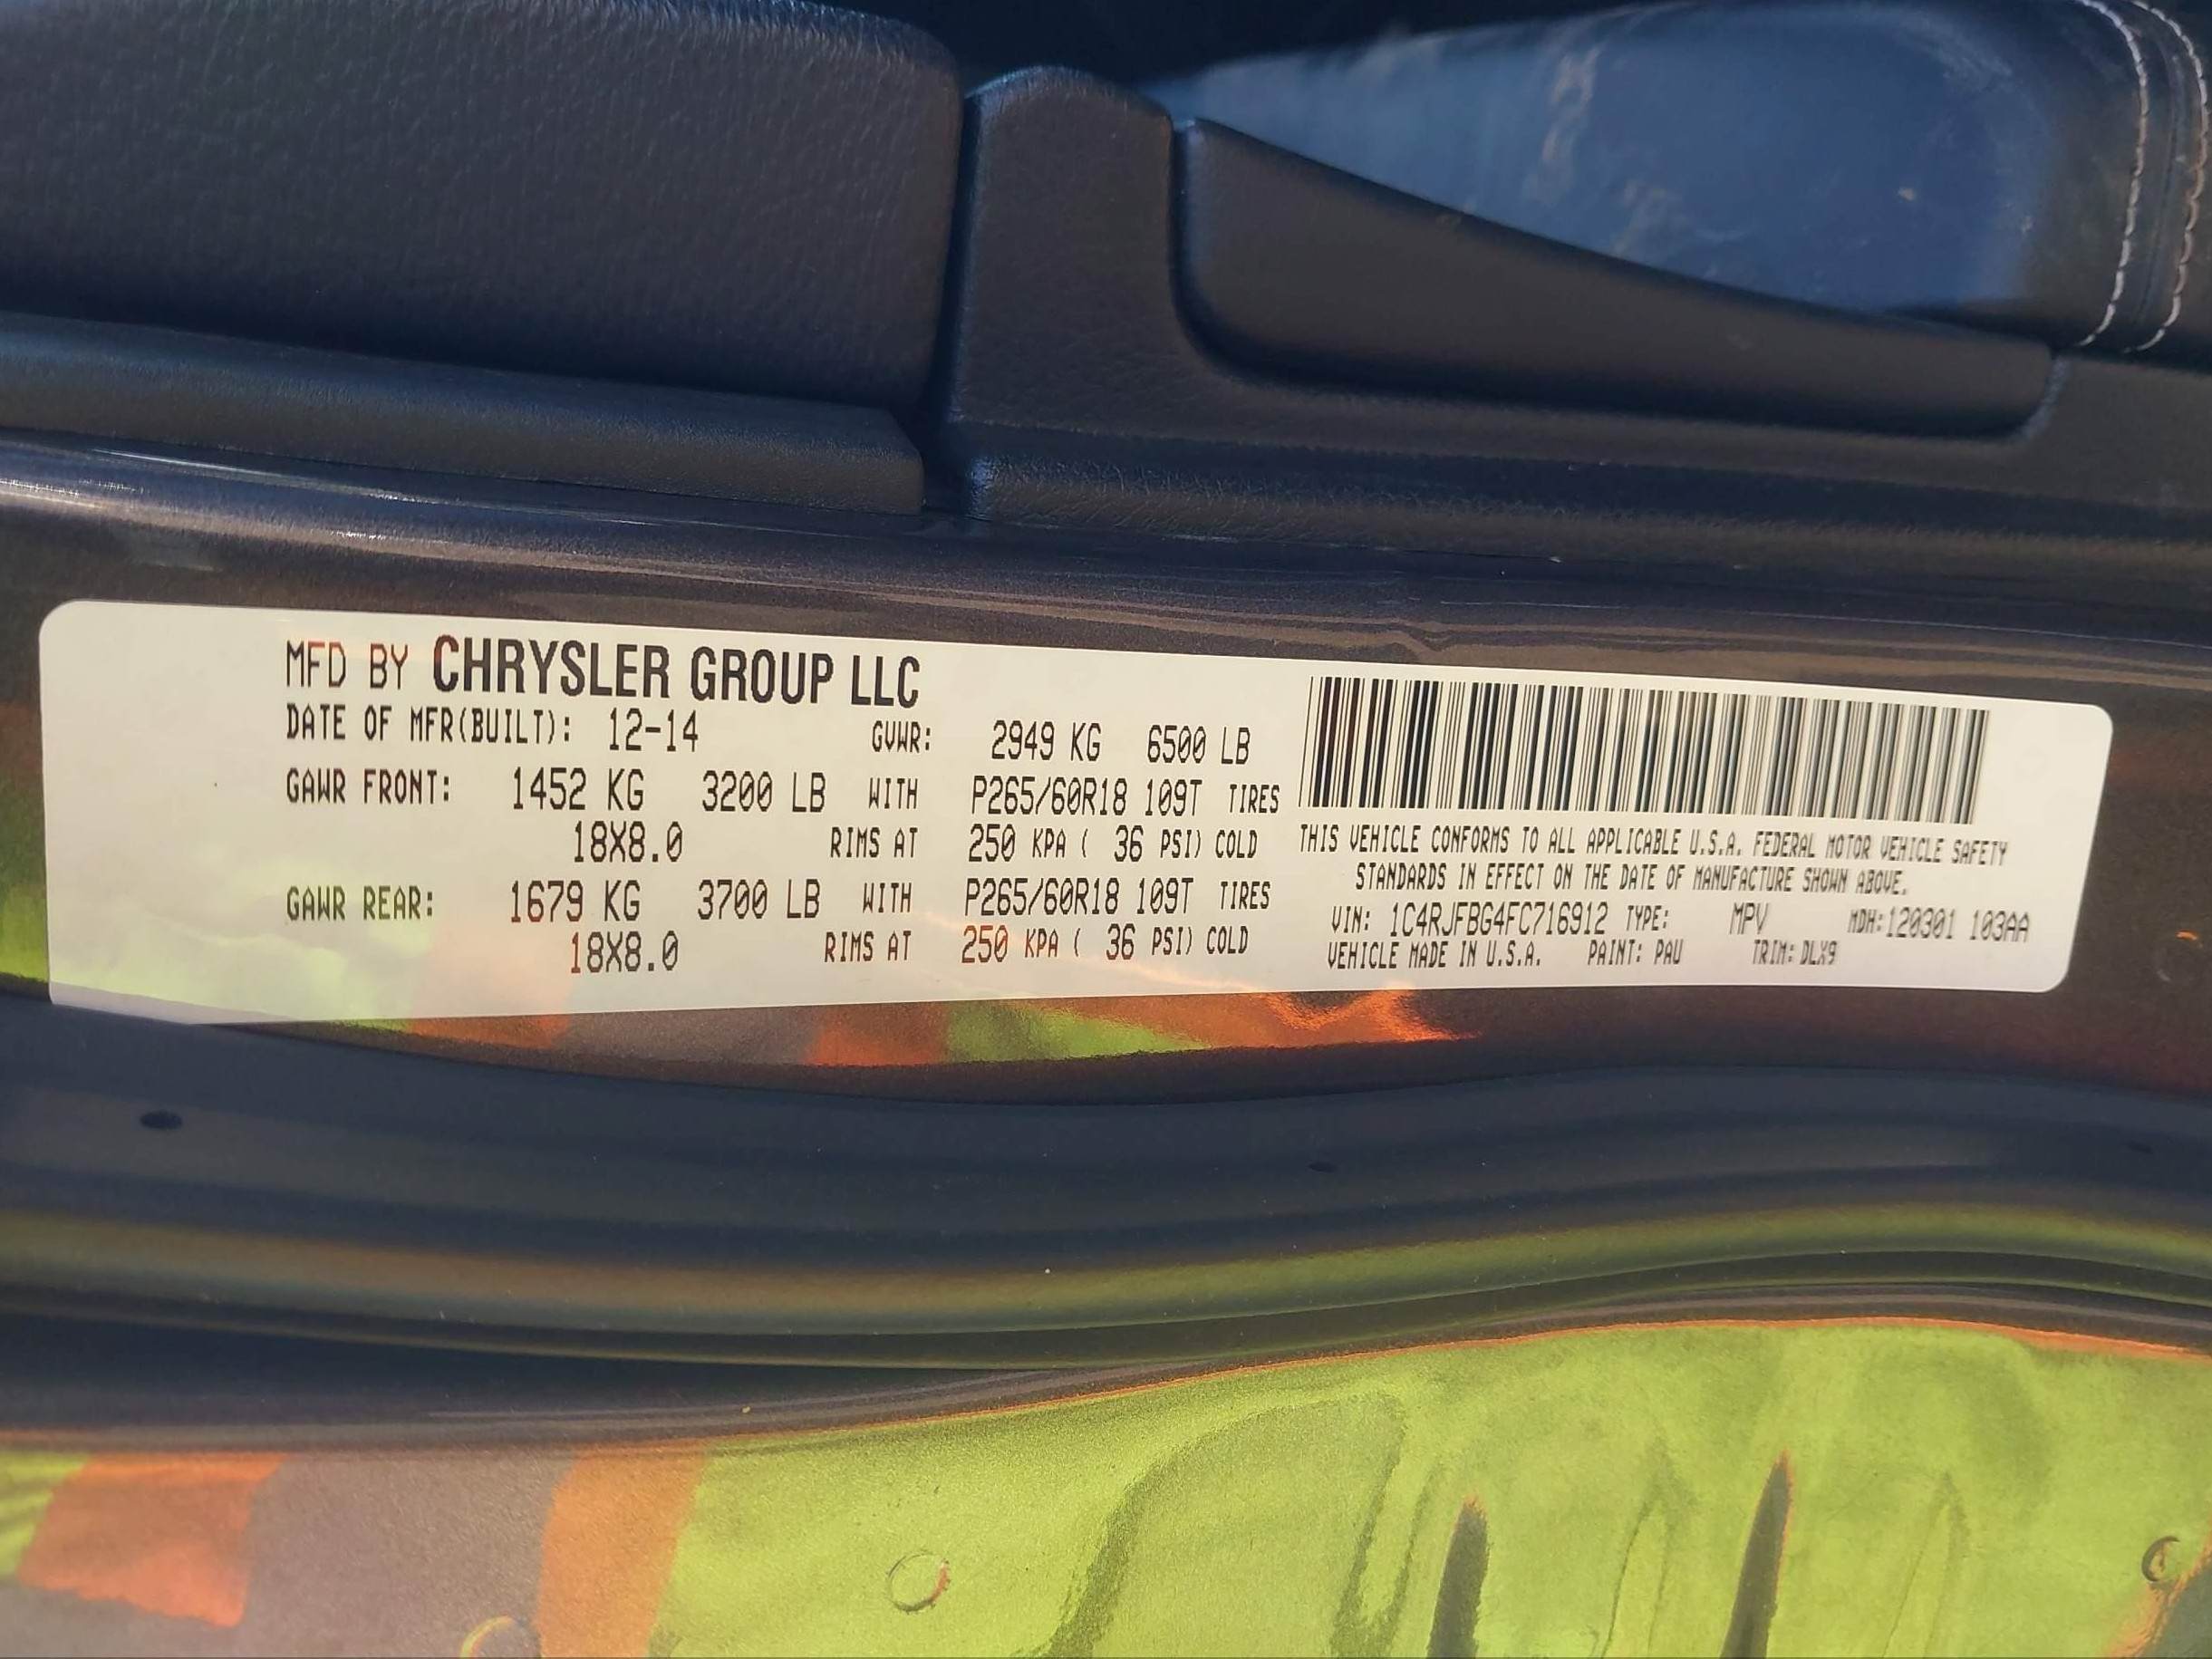 MFD BY CHRYSLER GROUP LLC
DATE OF MFR(BUILT): 12-14 GVWR: 2949 KG 6500 LB
GAWR FRONT: 1452 KG 3200 LB WITH P265/60R18 109T TIRES
18X8.0 RIMS AT 250 KPA ( 36 PSI) COLD
GAWR REAR: 1679 KG 3700 LB WITH P265/60R18 109T TIRES
18X8.0 RIMS AT 250 KPA ( 36 PSI) COLD
THIS VEHICLE CONFORMS TO ALL APPLICABLE U.S.A. FEDERAL MOTOR VEHICLE SAFETY
STANDARDS IN EFFECT ON THE DATE OF MANUFACTURE SHOWN ABOVE.
VIN: 1C4RJFBG4FC716912 TYPE: MPV MDH:120301 103AA
VEHICLE MADE IN U.S.A. PAINT: PAU TRIM: DLX9